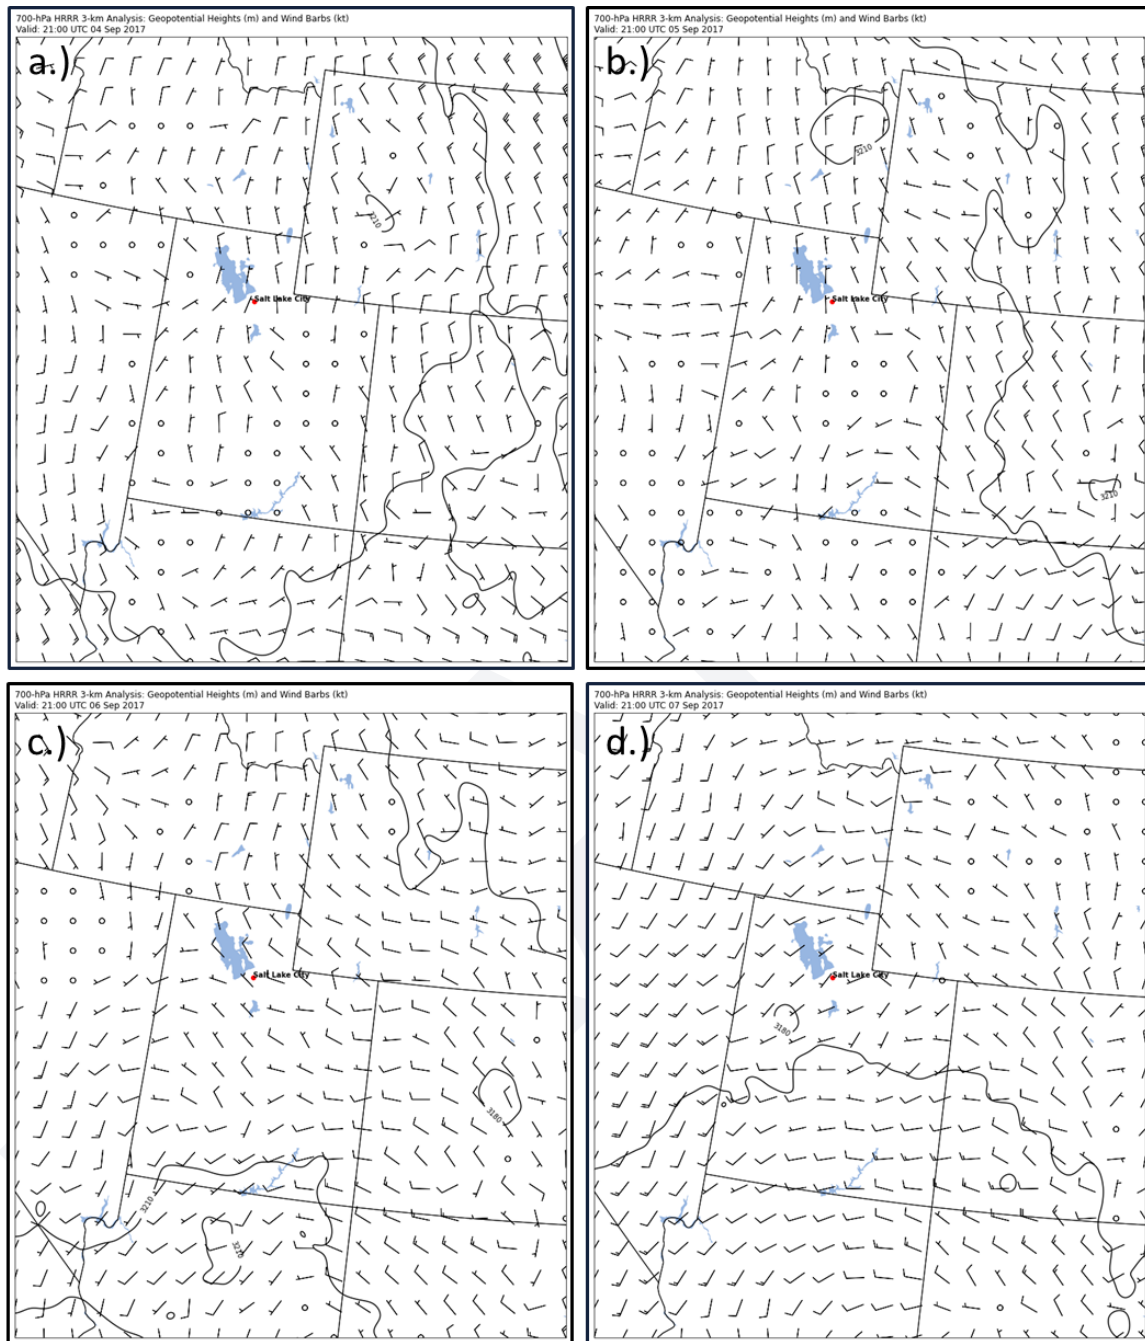 700-hPa HRRR 3-km Analysis: Geopotential Heights (m) and Wind Barbs (kt)
Valid: 21:00 UTC 04 Sep 2017
a.)
3210
Salt Lake City
700-hPa HRRR 3-km Analysis: Geopotential Heights (m) and Wind Barbs (kt)
Valid: 21:00 UTC 05 Sep 2017
b.)
3210
Salt Lake City
3210
700-hPa HRRR 3-km Analysis: Geopotential Heights (m) and Wind Barbs (kt)
Valid: 21:00 UTC 06 Sep 2017
c.)
Salt Lake City
3180
3210
3210
700-hPa HRRR 3-km Analysis: Geopotential Heights (m) and Wind Barbs (kt)
Valid: 21:00 UTC 07 Sep 2017
d.)
Salt Lake City
3180